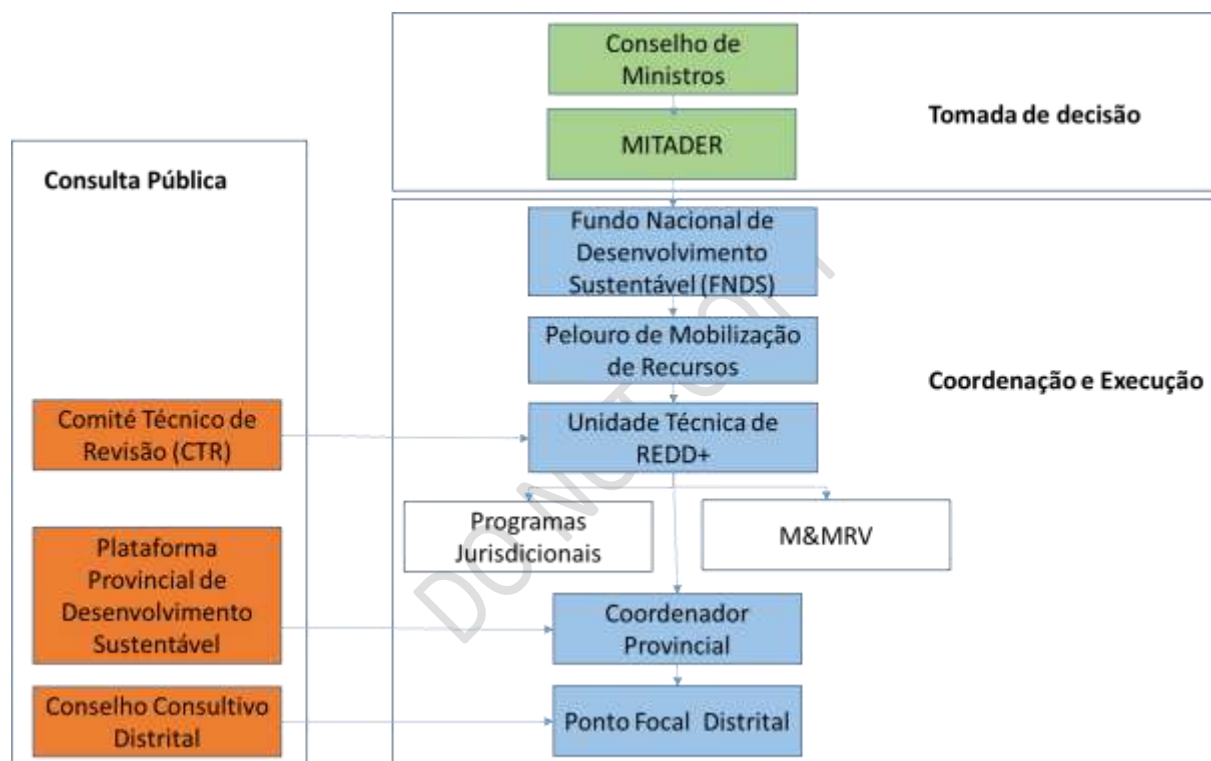 Conselho de
Ministros
MITADER
Tomada de decisão
Consulta Pública
Fundo Nacional de
Desenvolvimento
Sustentável (FNDS)
Pelouro de Mobilização
de Recursos
Coordenação e Execução
Comité Técnico de
Revisão (CTR)
Unidade Técnica de
REDD+
Programas
Jurisdicionais
M&MRV
Plataforma
Provincial de
Desenvolvimento
Sustentável
Coordenador
Provincial
Conselho Consultivo
Distrital
Ponto Focal Distrital